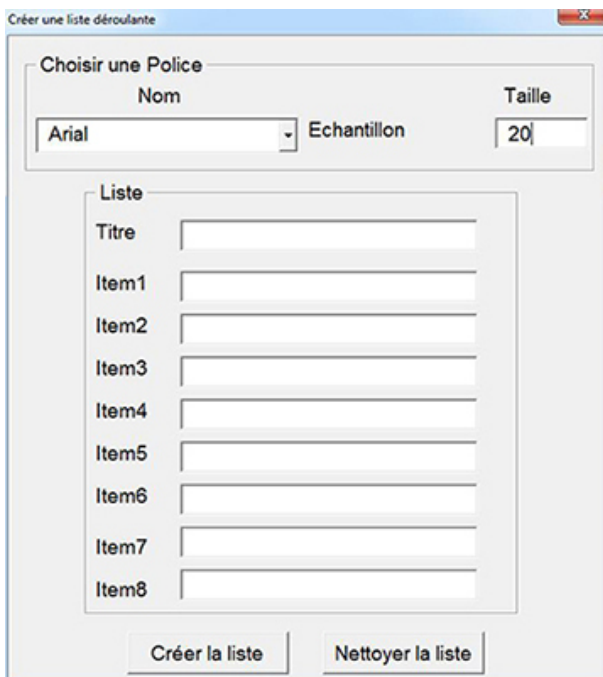 Créer une liste déroulante
Choisir une Police
Nom Taille
Arial Echantillon 20
Liste
Titre
Item1
Item2
Item3
Item4
Item5
Item6
Item7
Item8
Créer la liste Nettoyer la liste